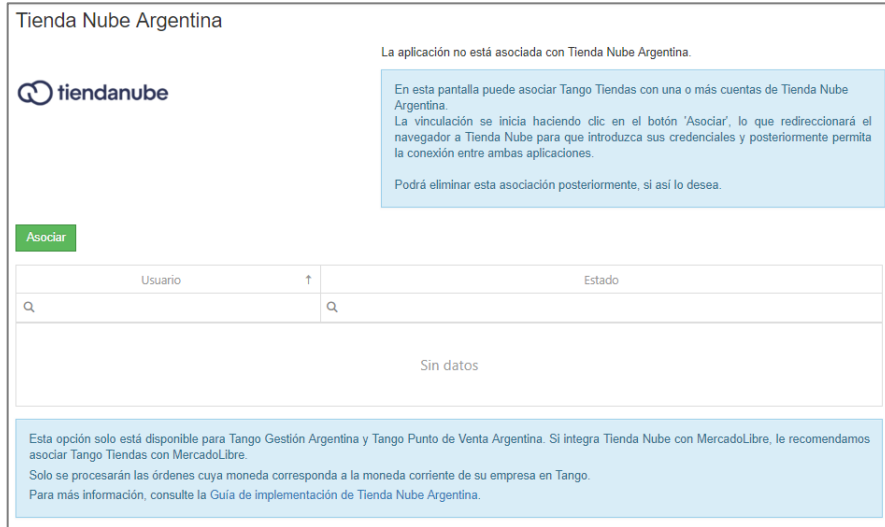 Tienda Nube Argentina
La aplicación no está asociada con Tienda Nube Argentina.
tiendanube
En esta pantalla puede asociar Tango Tiendas con una o más cuentas de Tienda Nube
Argentina.
La vinculación se inicia haciendo clic en el botón 'Asociar', lo que redireccionará el
navegador a Tienda Nube para que introduzca sus credenciales y posteriormente permita
la conexión entre ambas aplicaciones.
Podrá eliminar esta asociación posteriormente, si así lo desea.
Asociar
Usuario ↑ Estado
Sin datos
Esta opción solo está disponible para Tango Gestión Argentina y Tango Punto de Venta Argentina. Si integra Tienda Nube con MercadoLibre, le recomendamos
asociar Tango Tiendas con MercadoLibre.
Solo se procesarán las órdenes cuya moneda corresponda a la moneda corriente de su empresa en Tango.
Para más información, consulte la Guía de implementación de Tienda Nube Argentina.